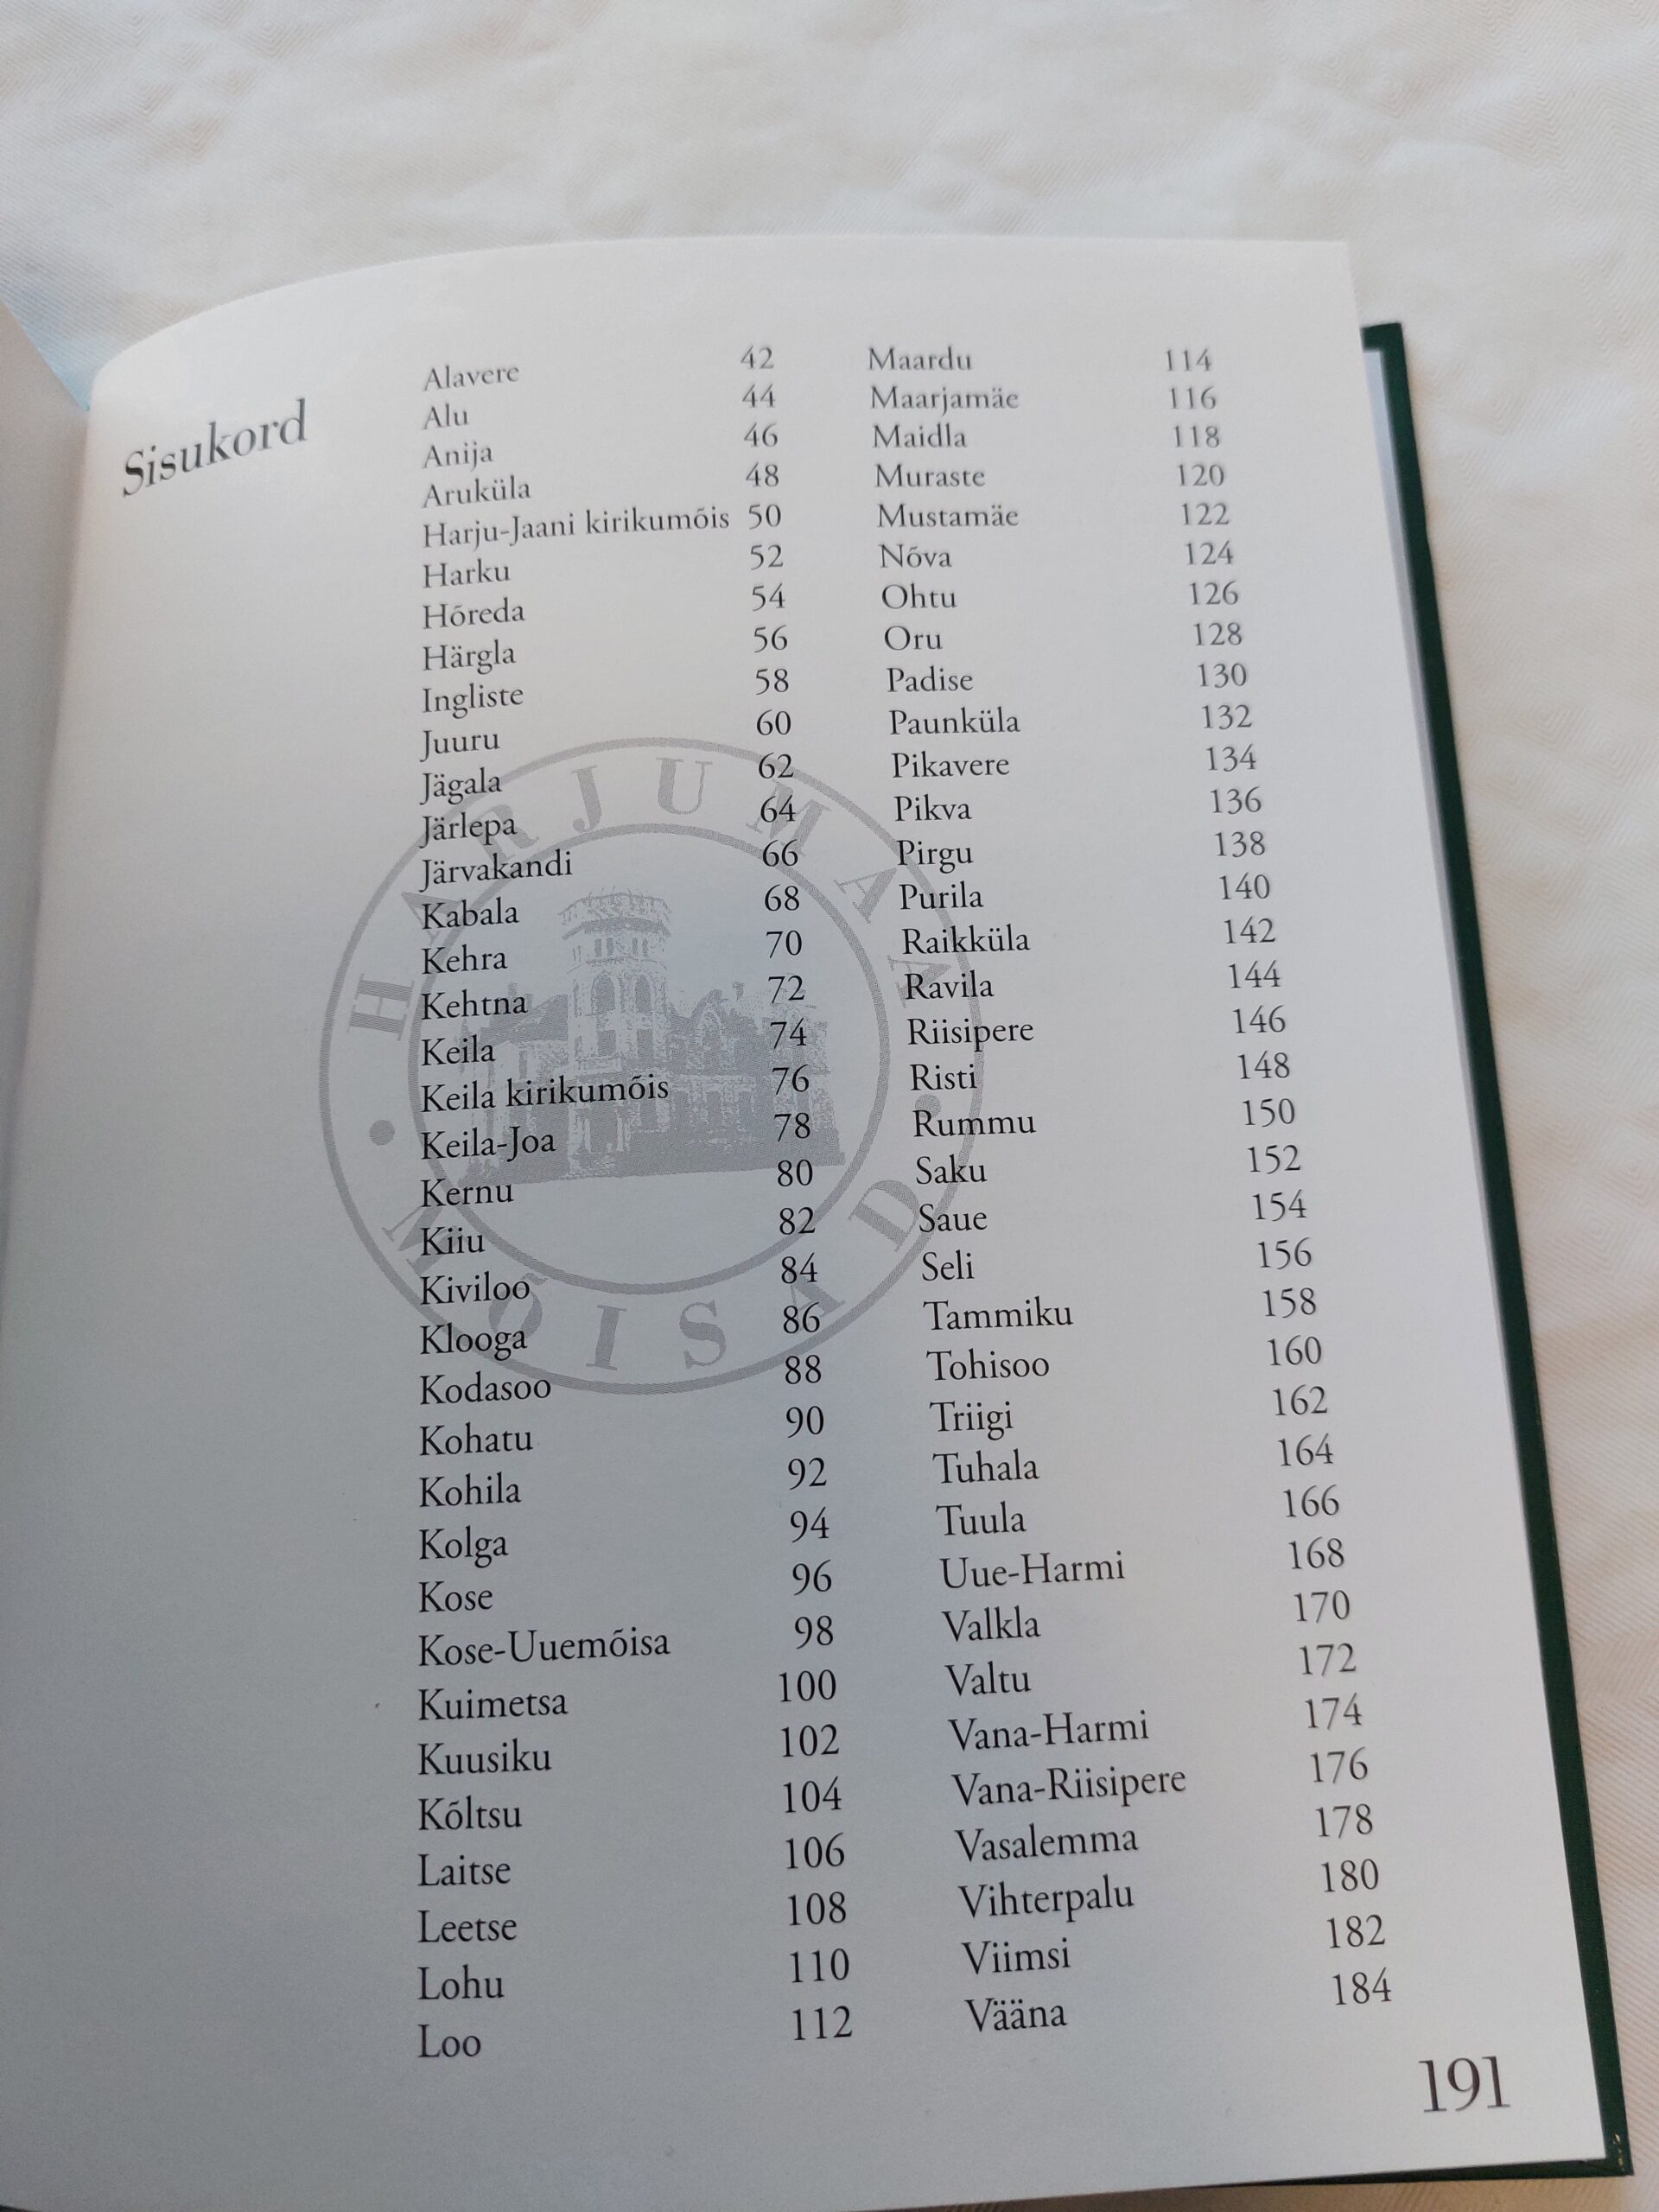 Sisukord
Alavere 42
Alu 44
Anija 46
Aruküla 48
Harju-Jaani kirikumõis 50
Harku 52
Hõreda 54
Härgla 56
Ingliste 58
Juuru 60
Jägala 62
Järlepa 64
Järvakandi 66
Kabala 68
Kehra 70
Kehtna 72
Keila 74
Keila kirikumõis 76
Keila-Joa 78
Kernu 80
Kiiu 82
Kiviloo 84
Klooga 86
Kodasoo 88
Kohatu 90
Kohila 92
Kolga 94
Kose 96
Kose-Uuemõisa 98
Kuimetsa 100
Kuusiku 102
Kõltsu 104
Laitse 106
Leetse 108
Lohu 110
Loo 112
Maardu 114
Maarjamäe 116
Maidla 118
Muraste 120
Mustamäe 122
Nõva 124
Ohtu 126
Oru 128
Padise 130
Paunküla 132
Pikavere 134
Pikva 136
Pirgu 138
Purila 140
Raikküla 142
Ravila 144
Riisipere 146
Risti 148
Rummu 150
Saku 152
Saue 154
Seli 156
Tammiku 158
Tohisoo 160
Triigi 162
Tuhala 164
Tuula 166
Uue-Harmi 168
Valkla 170
Valtu 172
Vana-Harmi 174
Vana-Riisipere 176
Vasalemma 178
Vihterpalu 180
Viimsi 182
Vääna 184
HARJUMAA
MÕISAD
191